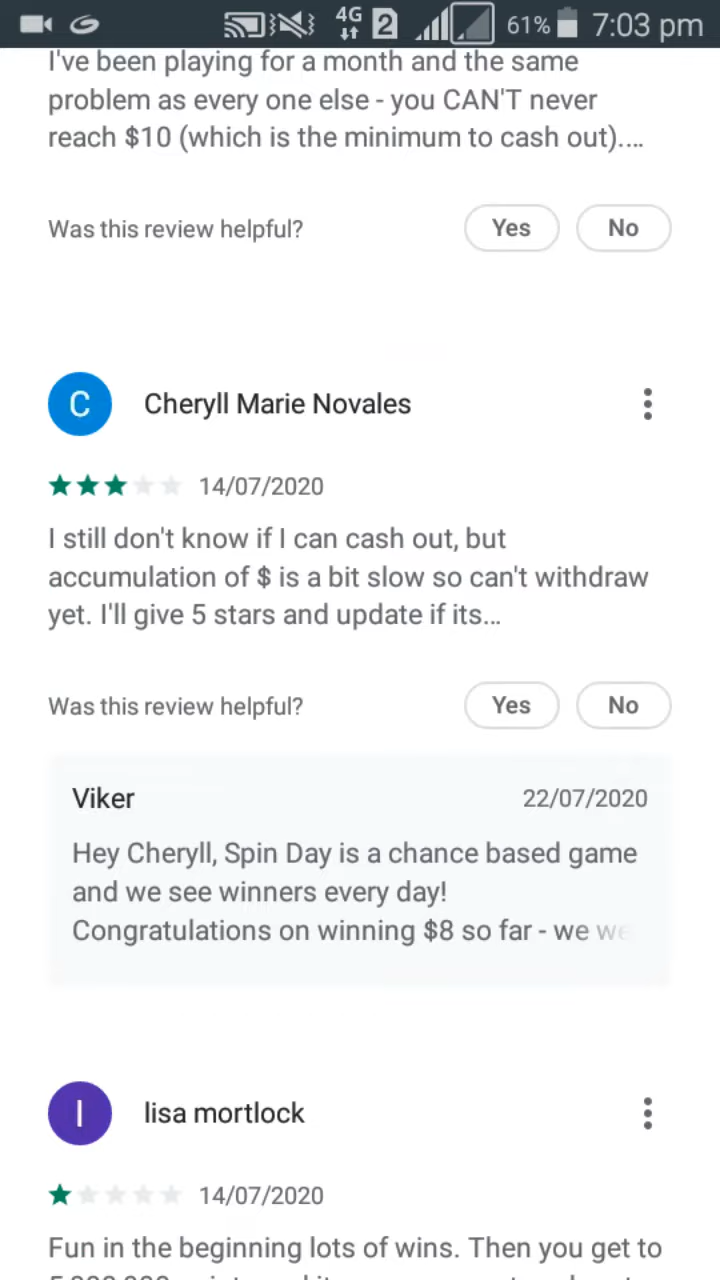 4G 2 61% 7:03 pm
I've been playing for a month and the same
problem as every one else - you CAN'T never
reach $10 (which is the minimum to cash out)....
Was this review helpful? Yes No
C Cheryll Marie Novales
14/07/2020
I still don't know if I can cash out, but
accumulation of $ is a bit slow so can't withdraw
yet. I'll give 5 stars and update if its...
Was this review helpful? Yes No
Viker 22/07/2020
Hey Cheryll, Spin Day is a chance based game
and we see winners every day!
Congratulations on winning $8 so far - we we
l lisa mortlock
14/07/2020
Fun in the beginning lots of wins. Then you get to